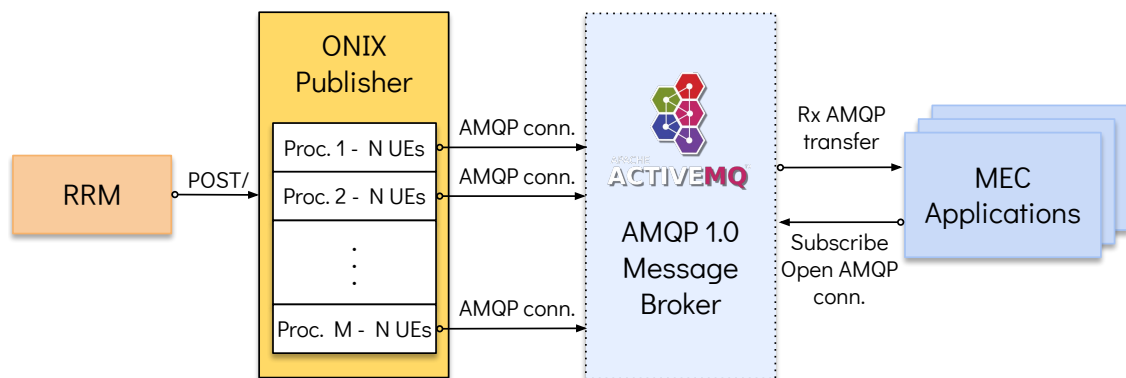 RRM
POST/
ONIX
Publisher
Proc. 1 - N UEs
Proc. 2 - N UEs
Proc. M - N UEs
AMQP conn.
AMQP conn.
AMQP conn.
APACHE
ACTIVEMQ
AMQP 1.0
Message
Broker
Rx AMQP
transfer
Subscribe
Open AMQP
conn.
MEC
Applications